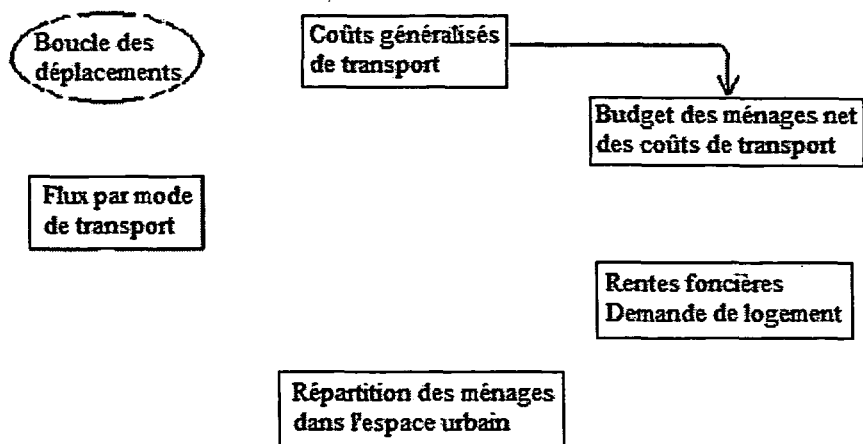 Boucle des
déplacements
Coûts généralisés
de transport
Budget des ménages net
des coûts de transport
Flux par mode
de transport
Rentes foncières
Demande de logement
Répartition des ménages
dans l'espace urbain